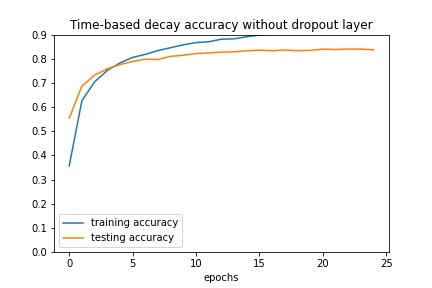 Time-based decay accuracy without dropout layer
0.9
0.8
0.7
0.6
0.5
0.4
0.3
0.2
0.1
0.0
training accuracy
testing accuracy
0 5 10 15 20 25
epochs